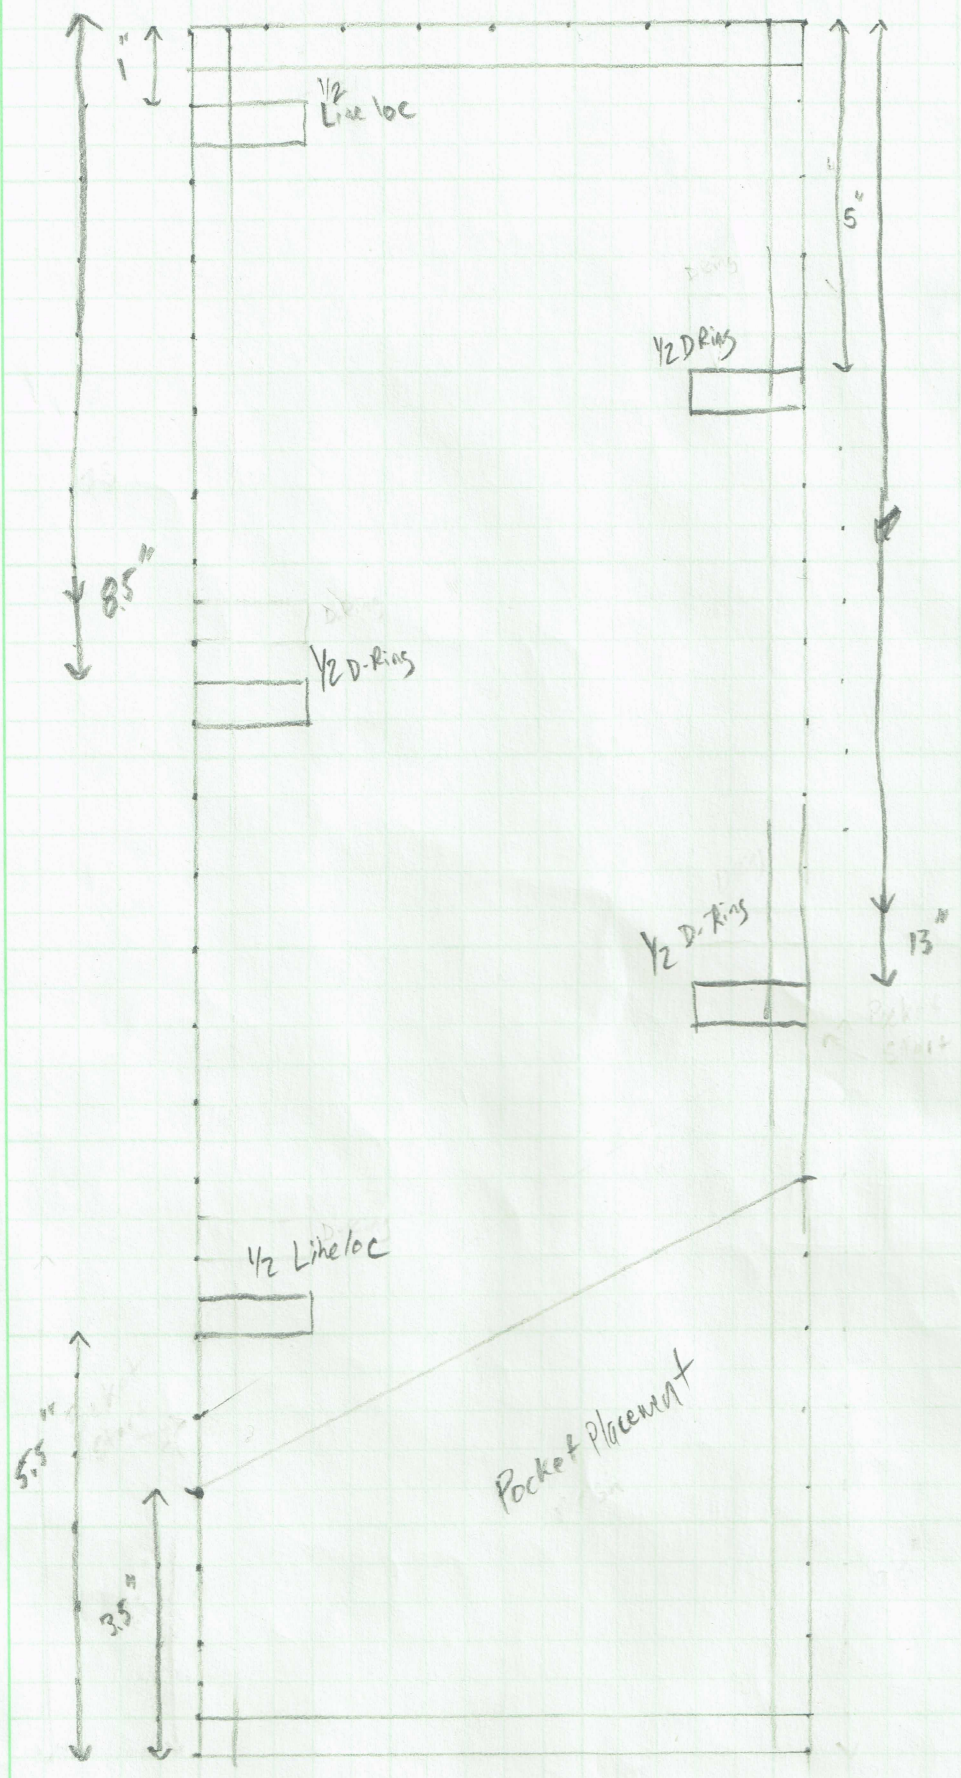 1"
1/2
Line loc
5"
1/2 D Ring
8.5"
1/2 D-Ring
1/2 D-Ring
13"
1/2 Lineloc
5.5"
Pocket Placement
3.5"